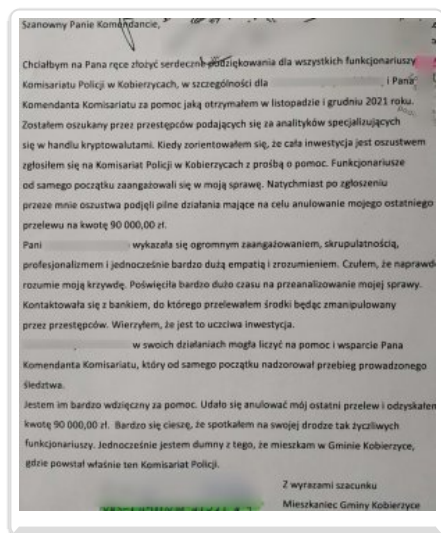 Szanowny Panie Komendancie,
Chciałbym na Pana ręce złożyć serdeczne podziękowania dla wszystkich funkcjonariuszy
Komisariatu Policji w Kobierzycach, w szczególności dla , i Pana
Komendanta Komisariatu za pomoc jaką otrzymałem w listopadzie i grudniu 2021 roku.
Zostałem oszukany przez przestępców podających się za analityków specjalizujących
się w handlu kryptowalutami. Kiedy zorientowałem się, że cała inwestycja jest oszustwem
zgłosiłem się na Komisariat Policji w Kobierzycach z prośbą o pomoc. Funkcjonariusze
od samego początku zaangażowali się w moją sprawę. Natychmiast po zgłoszeniu
przeze mnie oszustwa podjęli pilne działania mające na celu anulowanie mojego ostatniego
przelewu na kwotę 90 000,00 zł.
Pani wykazała się ogromnym zaangażowaniem, skrupulatnością,
profesjonalizmem i jednocześnie bardzo dużą empatią i zrozumieniem. Czułem, że naprawdę
rozumie moją krzywdę. Poświęciła bardzo dużo czasu na przeanalizowanie mojej sprawy.
Kontaktowała się z bankiem, do którego przelewałem środki będąc zmanipulowany
przez przestępców. Wierzyłem, że jest to uczciwa inwestycja.
w swoich działaniach mogła liczyć na pomoc i wsparcie Pana
Komendanta Komisariatu, który od samego początku nadzorował przebieg prowadzonego
śledztwa.
Jestem im bardzo wdzięczny za pomoc. Udało się anulować mój ostatni przelew i odzyskałem
kwotę 90 000,00 zł. Bardzo się cieszę, że spotkałem na swojej drodze tak życzliwych
funkcjonariuszy. Jednocześnie jestem dumny z tego, że mieszkam w Gminie Kobierzyce,
gdzie powstał właśnie ten Komisariat Policji.
Z wyrazami szacunku
Mieszkaniec Gminy Kobierzyce